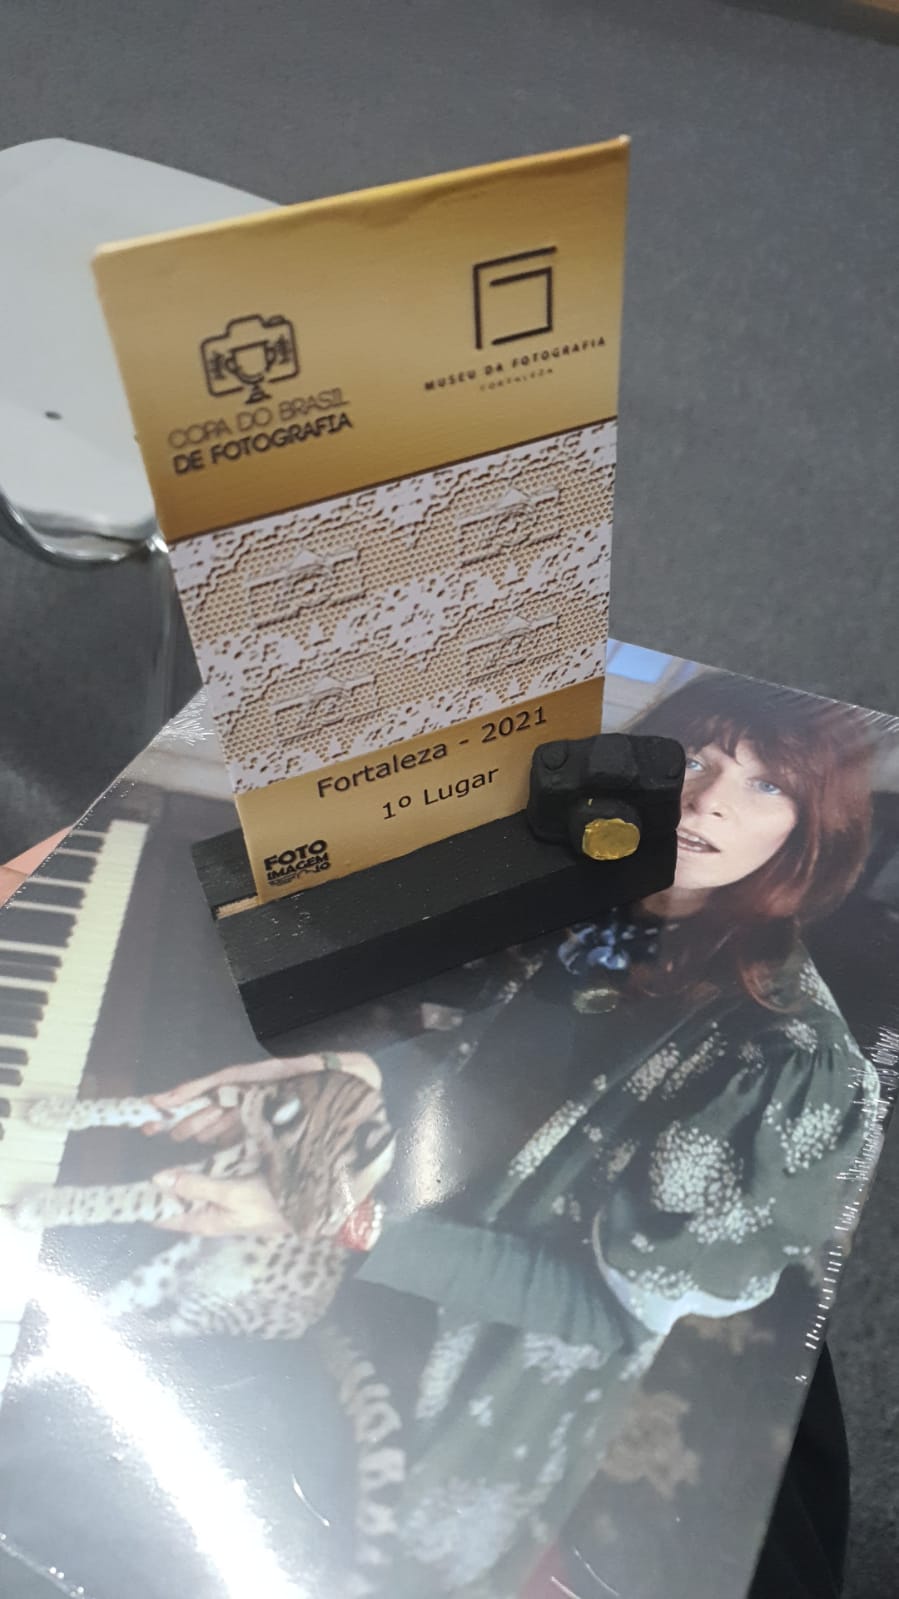 COPA DO BRASIL
DE FOTOGRAFIA
MUSEU DA FOTOGRAFIA
FORTALEZA
Fortaleza - 2021
1º Lugar
FOTO
IMAGEM